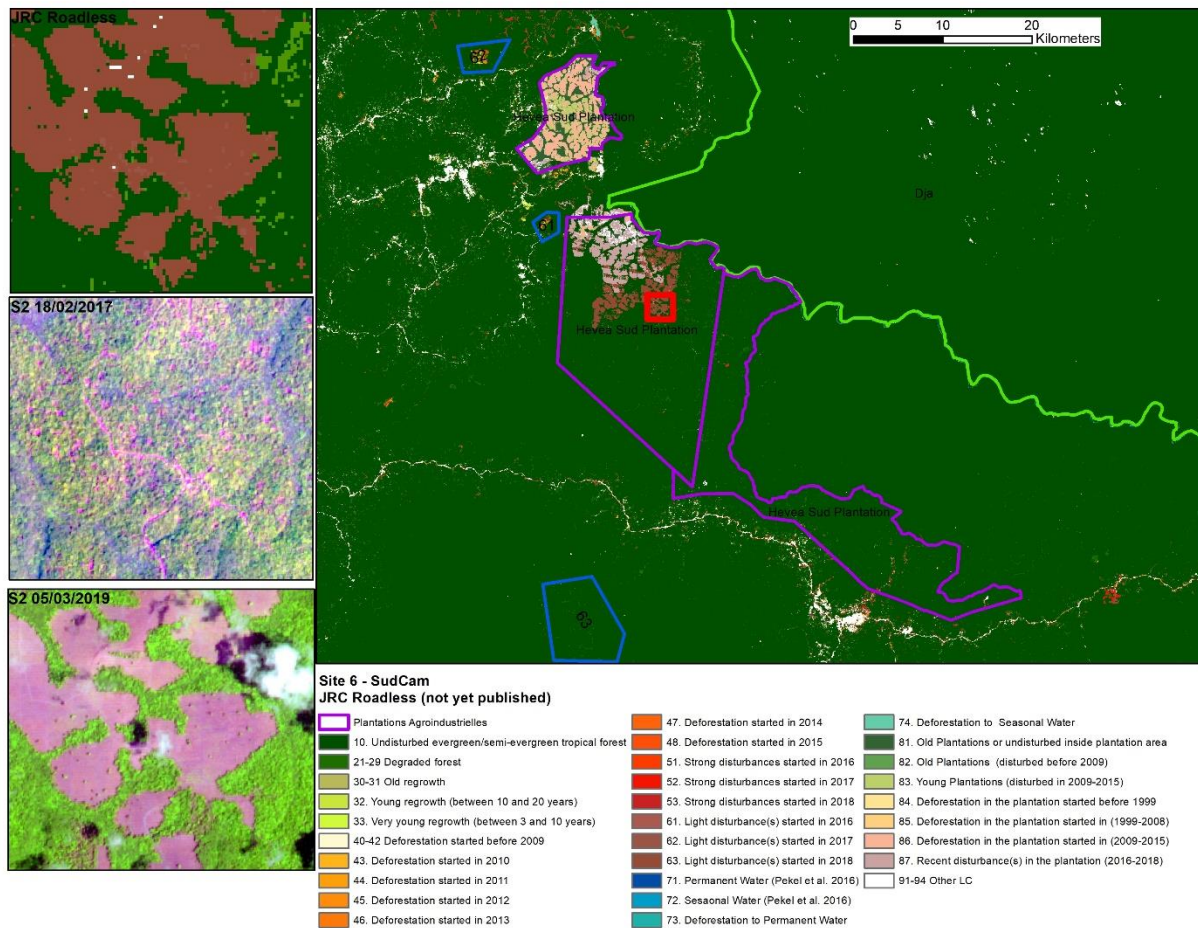 JRC Roadless
S2 18/02/2017
S2 05/03/2019
0 5 10 20
Kilometers
62
Hevea Sud Plantation
Dja
61
Hevea Sud Plantation
Hevea Sud Plantation
63
Site 6 - SudCam
JRC Roadless (not yet published)
Plantations Agroindustrielles
10. Undisturbed evergreen/semi-evergreen tropical forest
21-29 Degraded forest
30-31 Old regrowth
32. Young regrowth (between 10 and 20 years)
33. Very young regrowth (between 3 and 10 years)
40-42 Deforestation started before 2009
43. Deforestation started in 2010
44. Deforestation started in 2011
45. Deforestation started in 2012
46. Deforestation started in 2013
47. Deforestation started in 2014
48. Deforestation started in 2015
51. Strong disturbances started in 2016
52. Strong disturbances started in 2017
53. Strong disturbances started in 2018
61. Light disturbance(s) started in 2016
62. Light disturbance(s) started in 2017
63. Light disturbance(s) started in 2018
71. Permanent Water (Pekel et al. 2016)
72. Sesaonal Water (Pekel et al. 2016)
73. Deforestation to Permanent Water
74. Deforestation to Seasonal Water
81. Old Plantations or undisturbed inside plantation area
82. Old Plantations (disturbed before 2009)
83. Young Plantations (disturbed in 2009-2015)
84. Deforestation in the plantation started before 1999
85. Deforestation in the plantation started in (1999-2008)
86. Deforestation in the plantation started in (2009-2015)
87. Recent disturbance(s) in the plantation (2016-2018)
91-94 Other LC